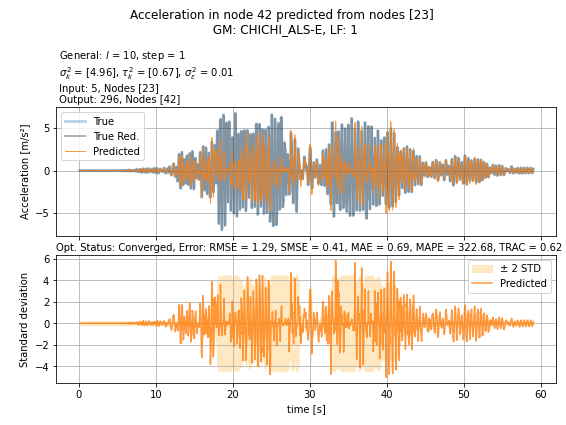 Acceleration in node 42 predicted from nodes [23]
GM: CHICHI_ALS-E, LF: 1
General: l = 10, step = 1
σ²ₖ = [4.96], τ²ₖ = [0.67], σ²ₑ = 0.01
Input: 5, Nodes [23]
Output: 296, Nodes [42]
True
True Red.
Predicted
Acceleration [m/s²]
5
0
−5
Opt. Status: Converged, Error: RMSE = 1.29, SMSE = 0.41, MAE = 0.69, MAPE = 322.68, TRAC = 0.62
± 2 STD
Predicted
Standard deviation
6
4
2
0
−2
−4
0 10 20 30 40 50 60
time [s]